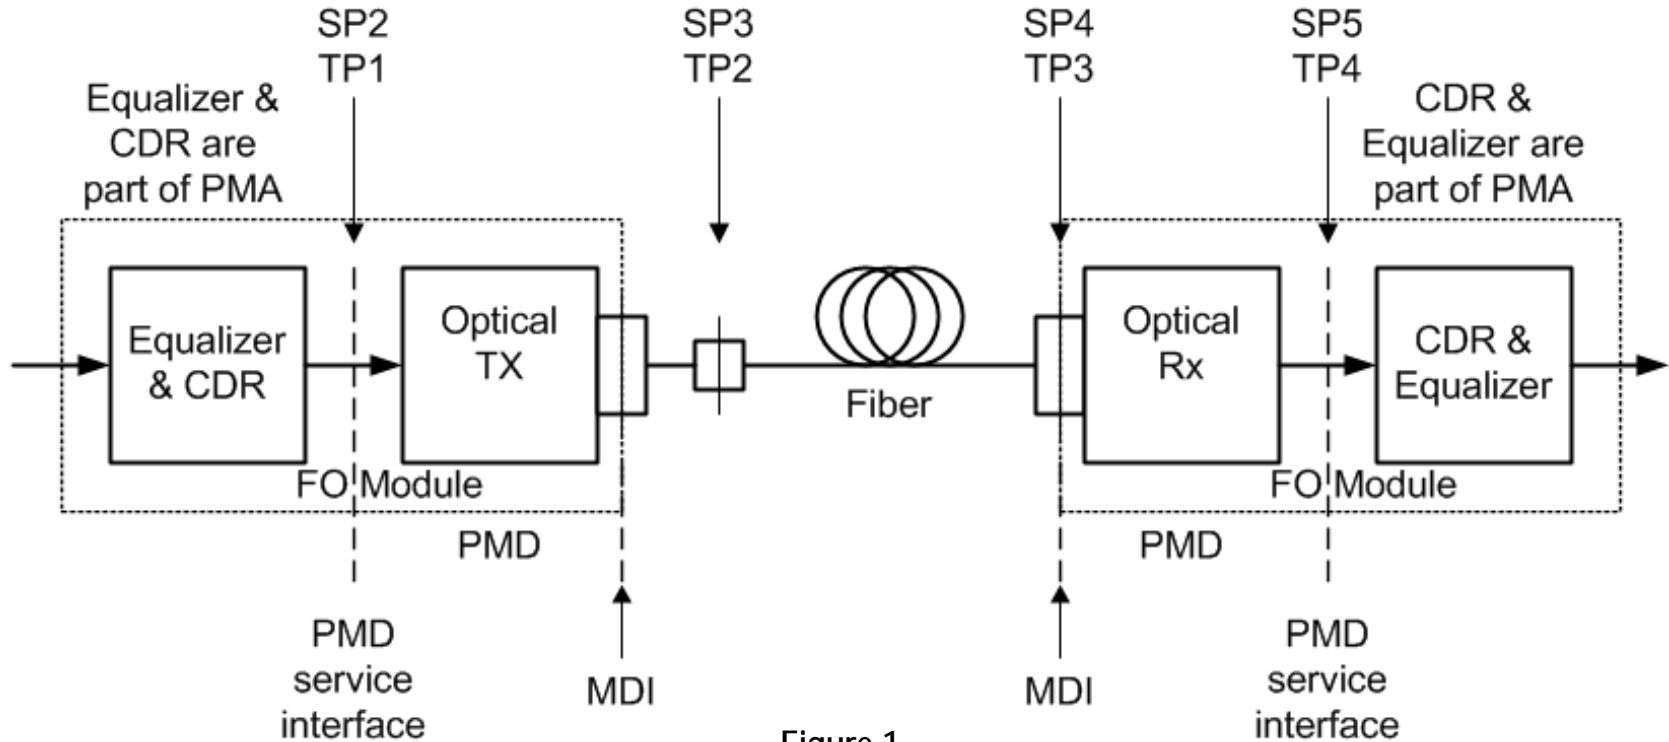 SP2
TP1
SP3
TP2
SP4
TP3
SP5
TP4
Equalizer &
CDR are
part of PMA
CDR &
Equalizer are
part of PMA
Equalizer
& CDR
Optical
TX
Fiber
Optical
Rx
CDR &
Equalizer
FO Module
FO Module
PMD
PMD
PMD
service
interface
MDI
MDI
PMD
service
interface
Figure 1